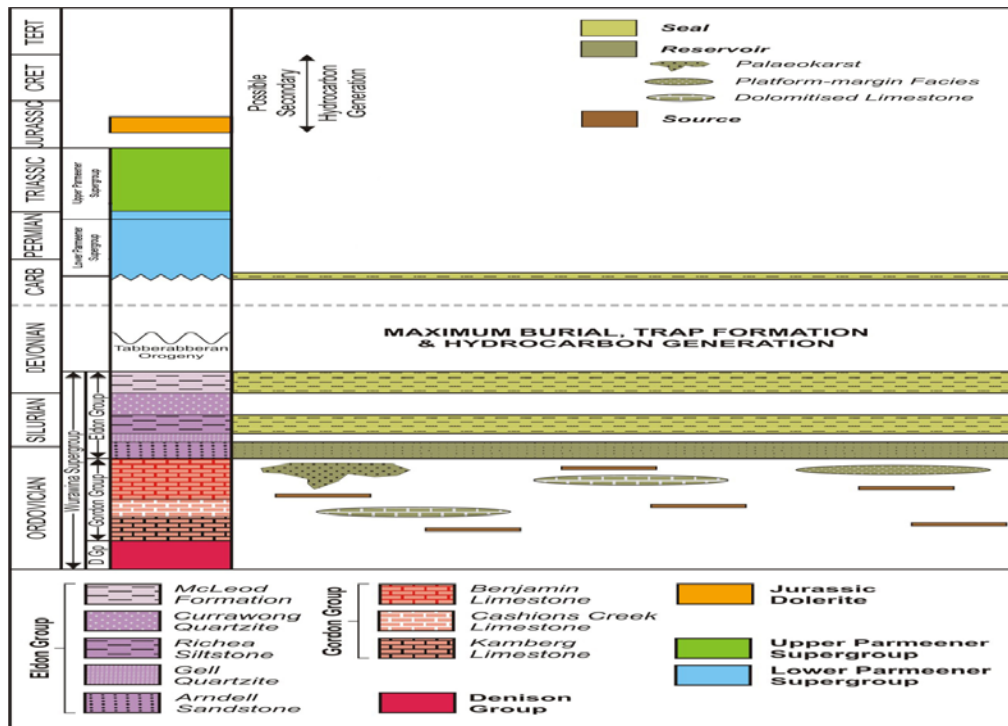 TERT
CRET
JURASSIC
TRIASSIC
PERMIAN
CARB
DEVONIAN
SILURIAN
ORDOVICIAN
Upper Parmeener
Supergroup
Lower Parmeener
Supergroup
Wurawina Supergroup
Eldon Group
Gordon Group
D Gp
Tabberabberan
Orogeny
Possible
Secondary
Hydrocarbon
Generation
Seal
Reservoir
Palaeokarst
Platform-margin Facies
Dolomitised Limestone
Source
MAXIMUM BURIAL, TRAP FORMATION
& HYDROCARBON GENERATION
Eldon Group
McLeod
Formation
Currawong
Quartzite
Richea
Siltstone
Gell
Quartzite
Arndell
Sandstone
Gordon Group
Benjamin
Limestone
Cashions Creek
Limestone
Kamberg
Limestone
Denison
Group
Jurassic
Dolerite
Upper Parmeener
Supergroup
Lower Parmeener
Supergroup